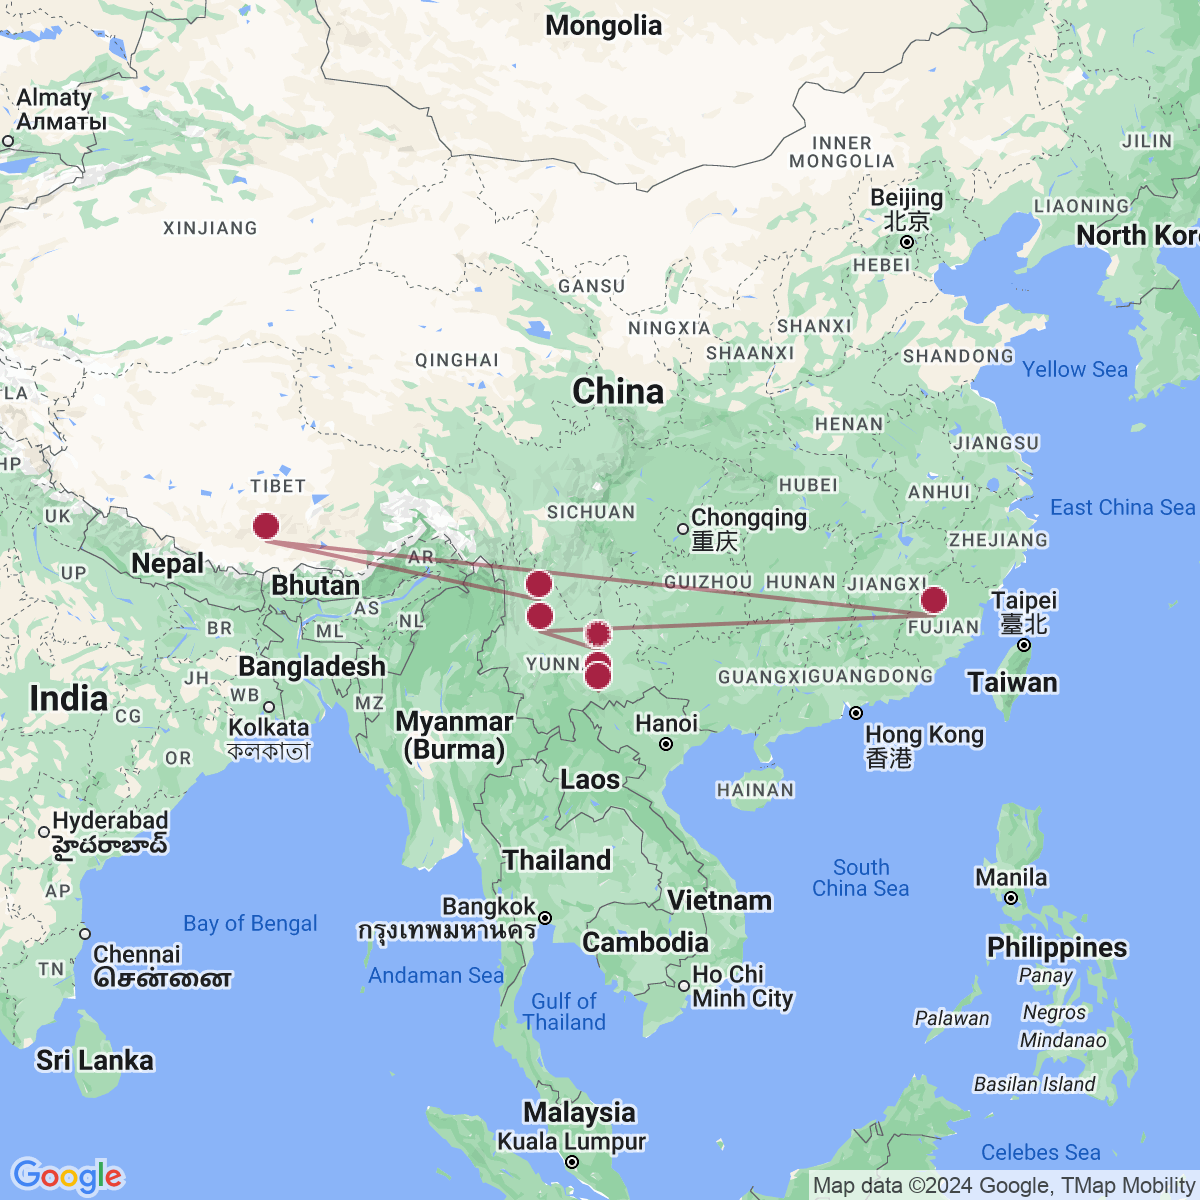 Mongolia
Almaty
Алматы
INNER
MONGOLIA
JILIN
Beijing
北京
LIAONING
XINJIANG
North Kor
HEBEI
GANSU
NINGXIA
SHANXI
SHAANXI
SHANDONG
QINGHAI
Yellow Sea
China
LA
HENAN
JIANGSU
HP
TIBET
HUBEI
ANHUI
UK
SICHUAN
Chongqing
重庆
East China Sea
ZHEJIANG
Nepal
AR
UP
Bhutan
GUIZHOU
HUNAN
JIANGXI
AS
NL
Taipei
臺北
BR
ML
FUJIAN
Bangladesh
YUNN
JH
GUANGXI
GUANGDONG
Taiwan
India
WB
MZ
CG
Kolkata
কলকাতা
Myanmar
(Burma)
Hanoi
Hong Kong
香港
OR
Laos
HAINAN
Hyderabad
హైదరాబాద్
Thailand
South
China Sea
Manila
AP
Vietnam
Bangkok
กรุงเทพมหานคร
Bay of Bengal
Cambodia
Philippines
Chennai
சென்னை
TN
Andaman Sea
Ho Chi
Minh City
Panay
Gulf of
Thailand
Palawan
Negros
Mindanao
Sri Lanka
Basilan Island
Malaysia
Kuala Lumpur
Celebes Sea
Google
Map data ©2024 Google, TMap Mobility